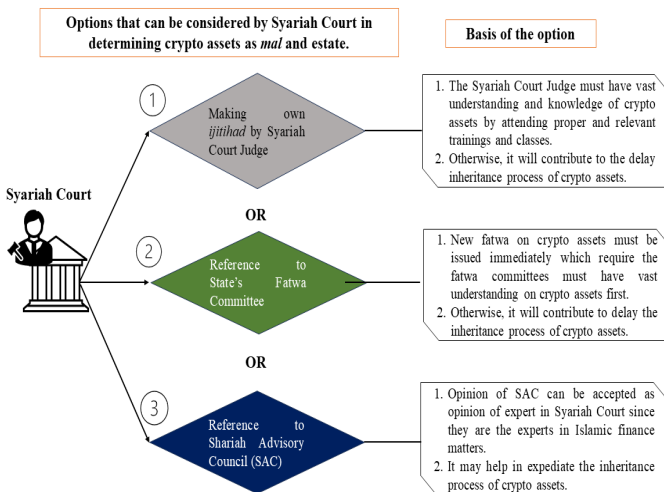 Options that can be considered by Syariah Court in
determining crypto assets as mal and estate.
Basis of the option
Syariah Court
1
Making own
ijtihad by Syariah
Court Judge
1. The Syariah Court Judge must have vast
understanding and knowledge of crypto
assets by attending proper and relevant
trainings and classes.
2. Otherwise, it will contribute to the delay
inheritance process of crypto assets.
OR
2
Reference to
State's Fatwa
Committee
1. New fatwa on crypto assets must be
issued immediately which require the
fatwa committees must have vast
understanding on crypto assets first.
2. Otherwise, it will contribute to delay the
inheritance process of crypto assets.
OR
3
Reference to
Shariah Advisory
Council (SAC)
1. Opinion of SAC can be accepted as
opinion of expert in Syariah Court since
they are the experts in Islamic finance
matters.
2. It may help in expediate the inheritance
process of crypto assets.